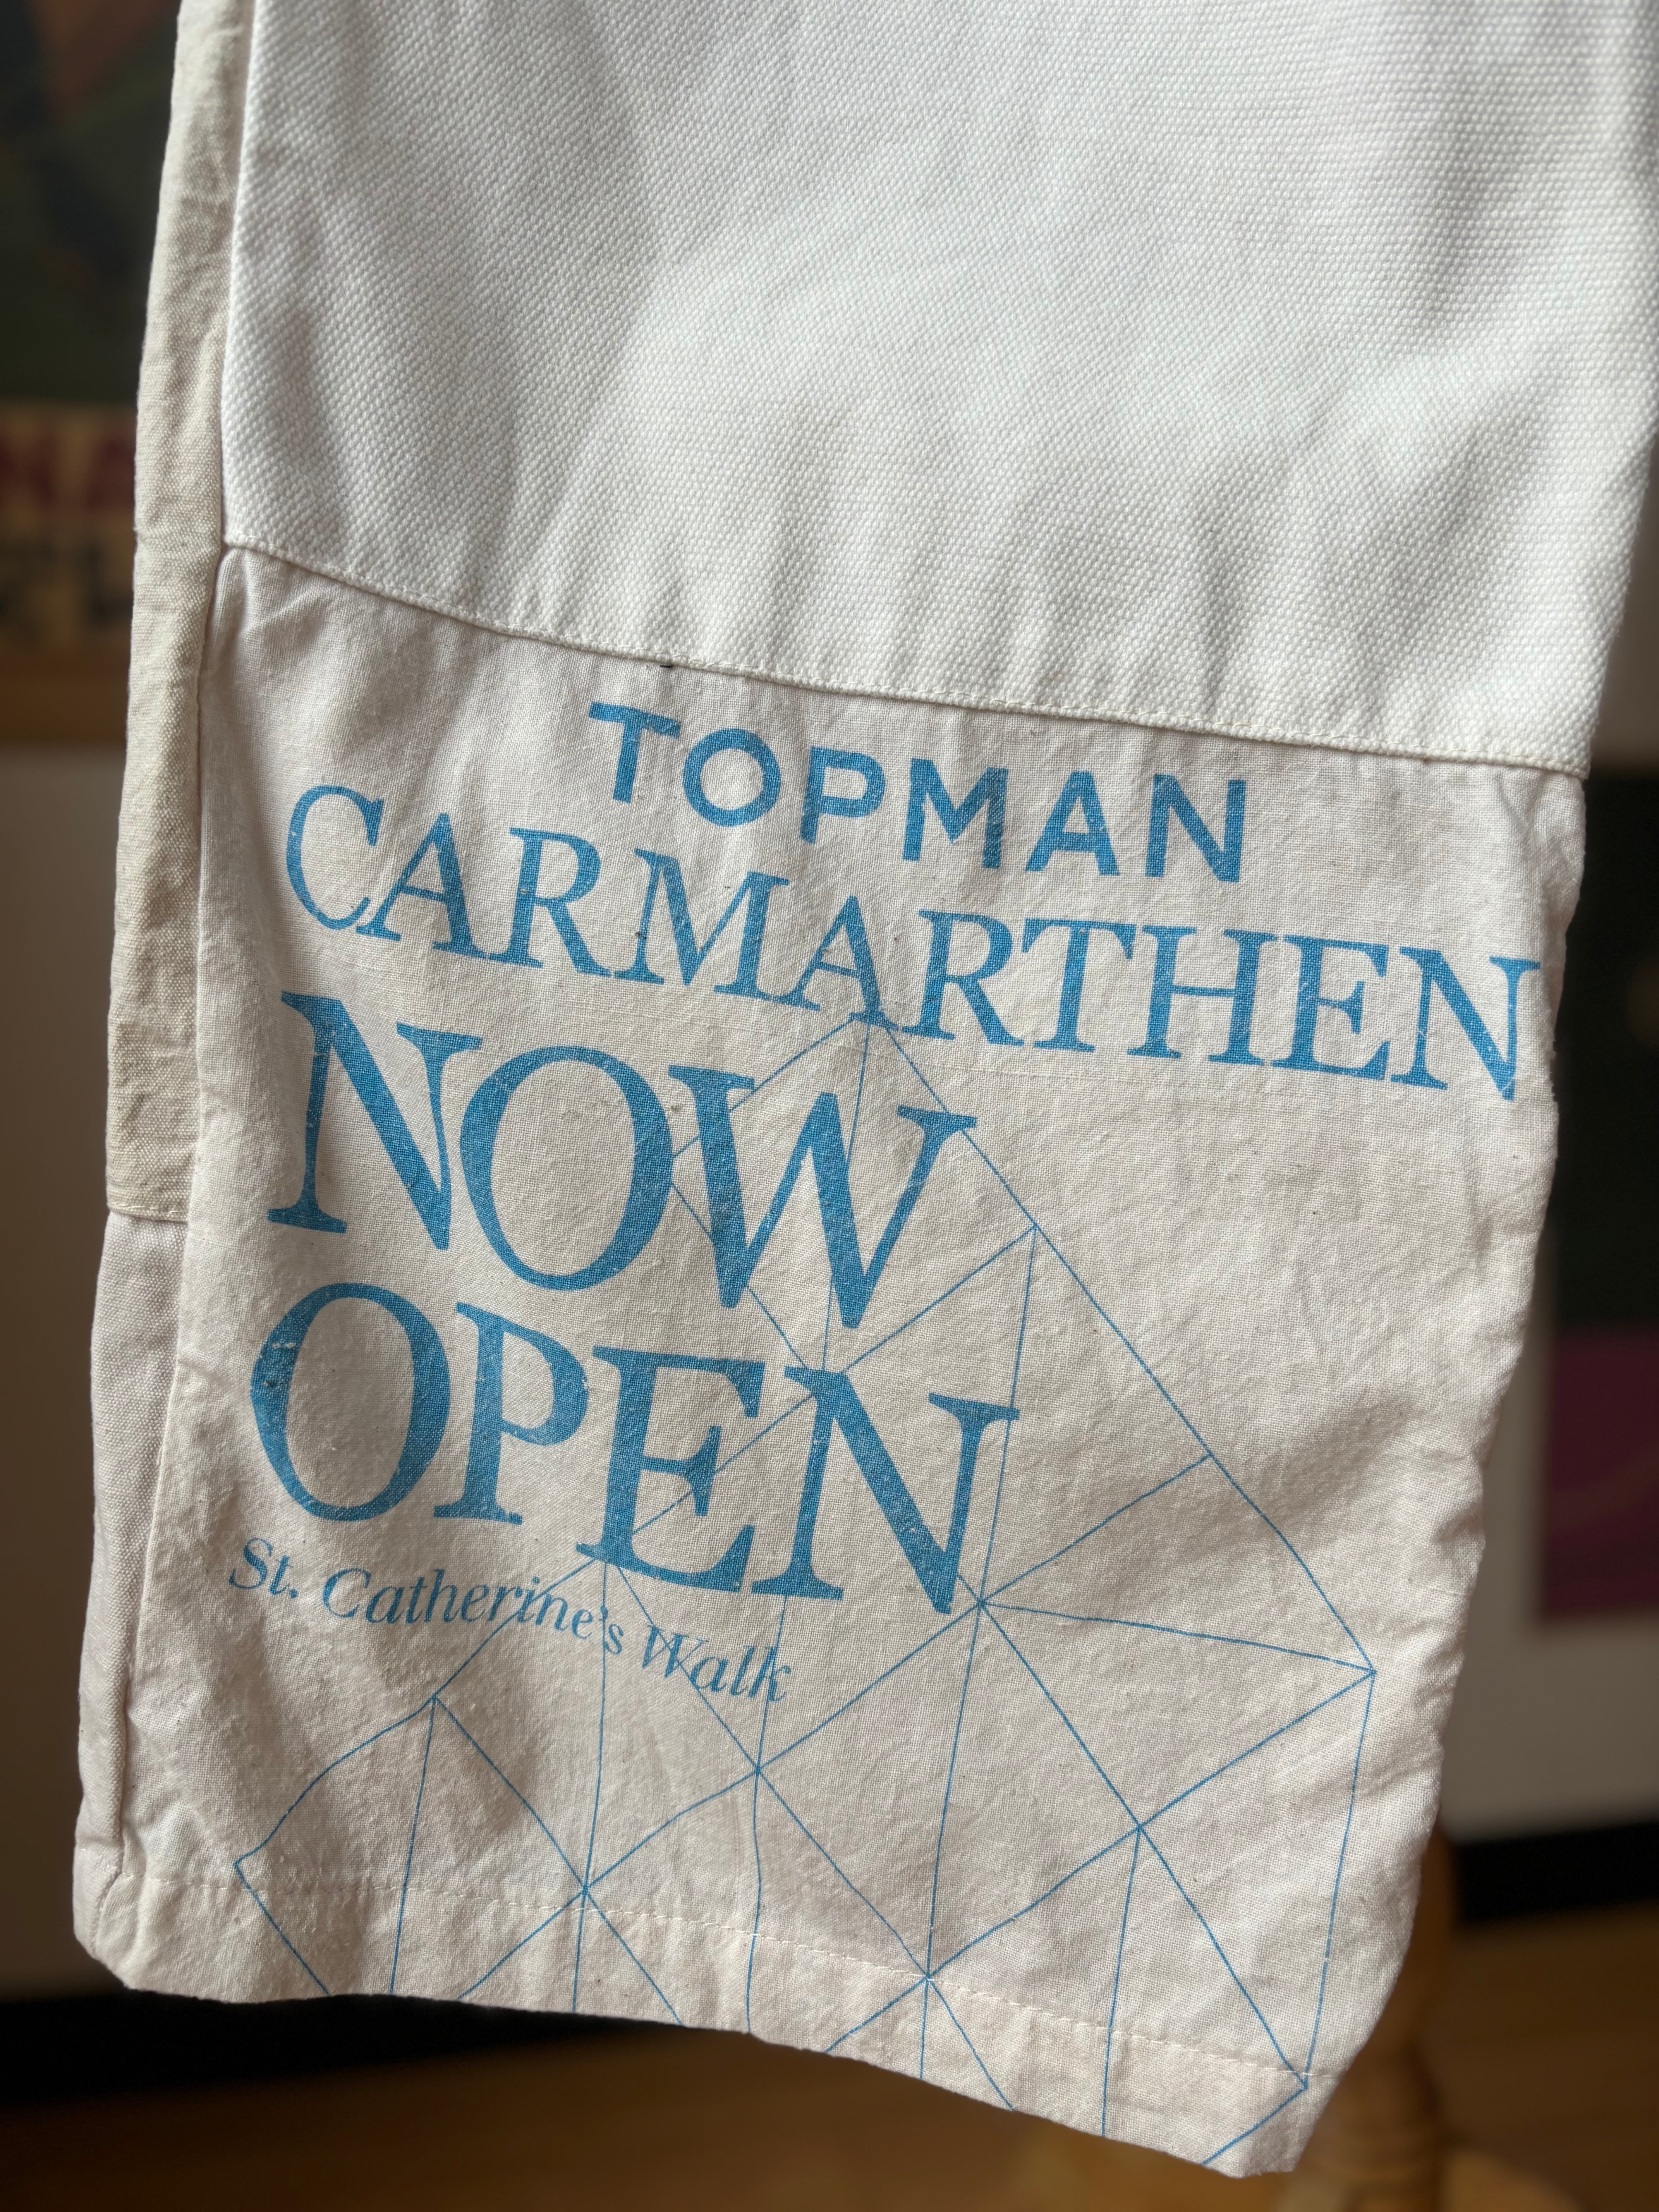 TOPMAN
CARMARTHEN
NOW
OPEN
St. Catherine's Walk